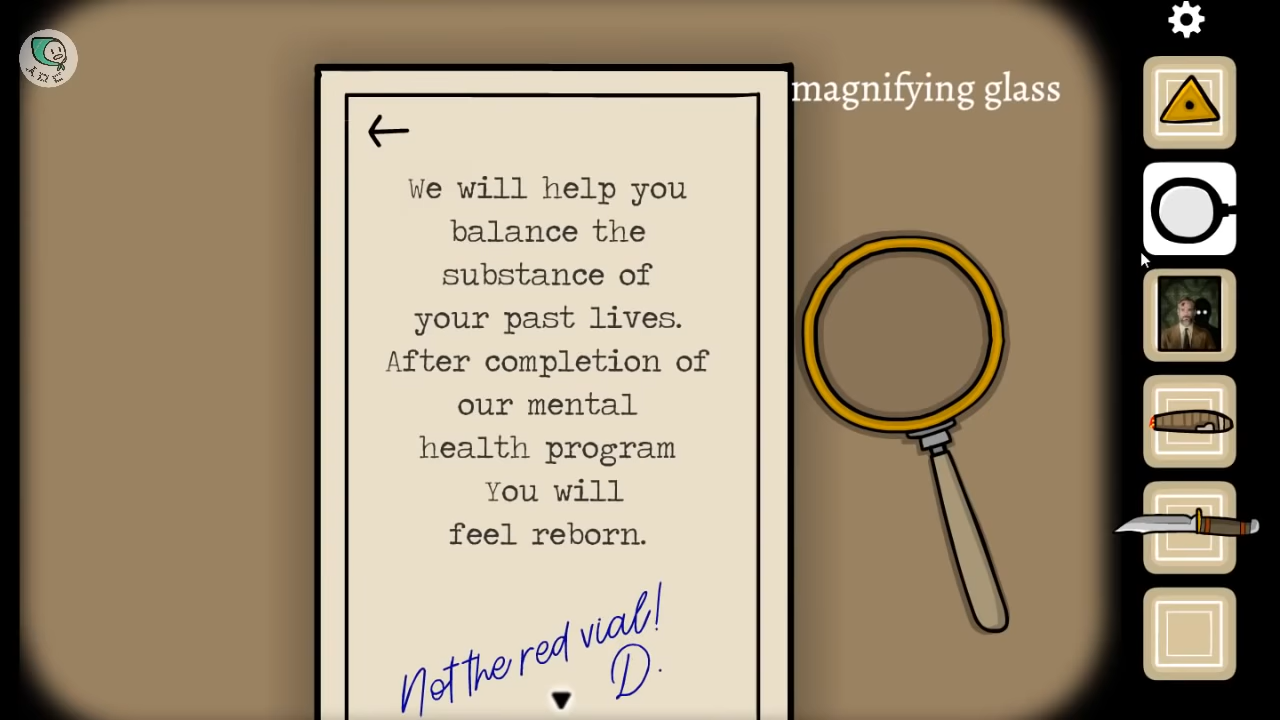 magnifying glass
We will help you
balance the
substance of
your past lives.
After completion of
our mental
health program
You will
feel reborn.
Not the red vial!
D.